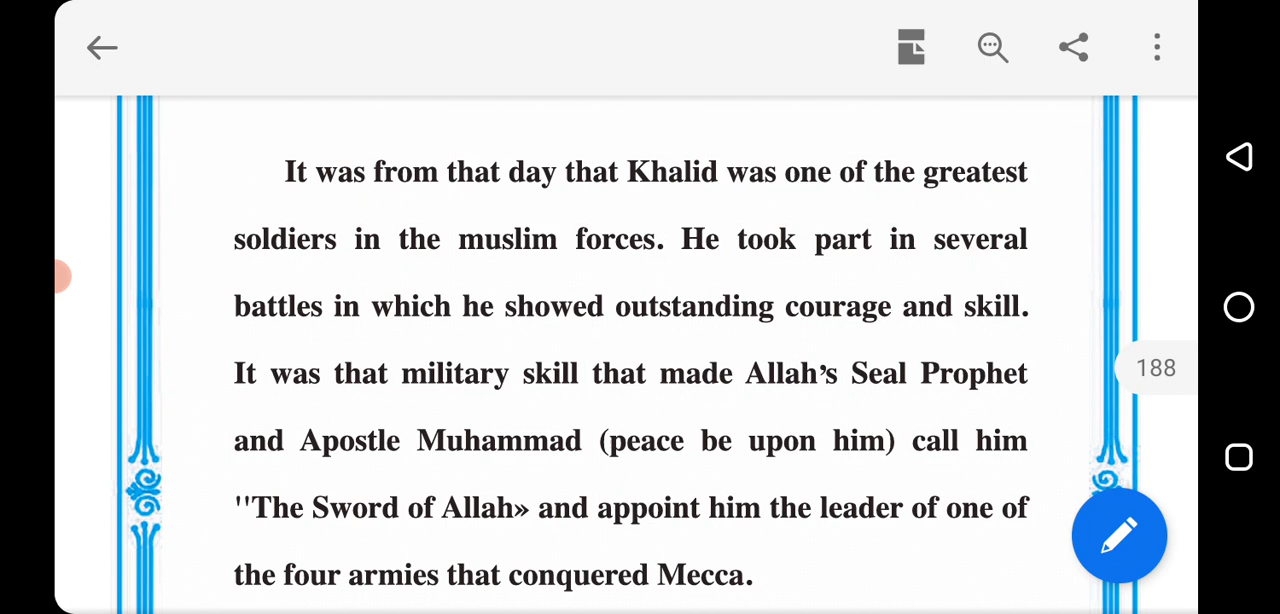 It was from that day that Khalid was one of the greatest
soldiers in the muslim forces. He took part in several
battles in which he showed outstanding courage and skill.
It was that military skill that made Allah’s Seal Prophet
and Apostle Muhammad (peace be upon him) call him
188
''The Sword of Allah» and appoint him the leader of one of
the four armies that conquered Mecca.